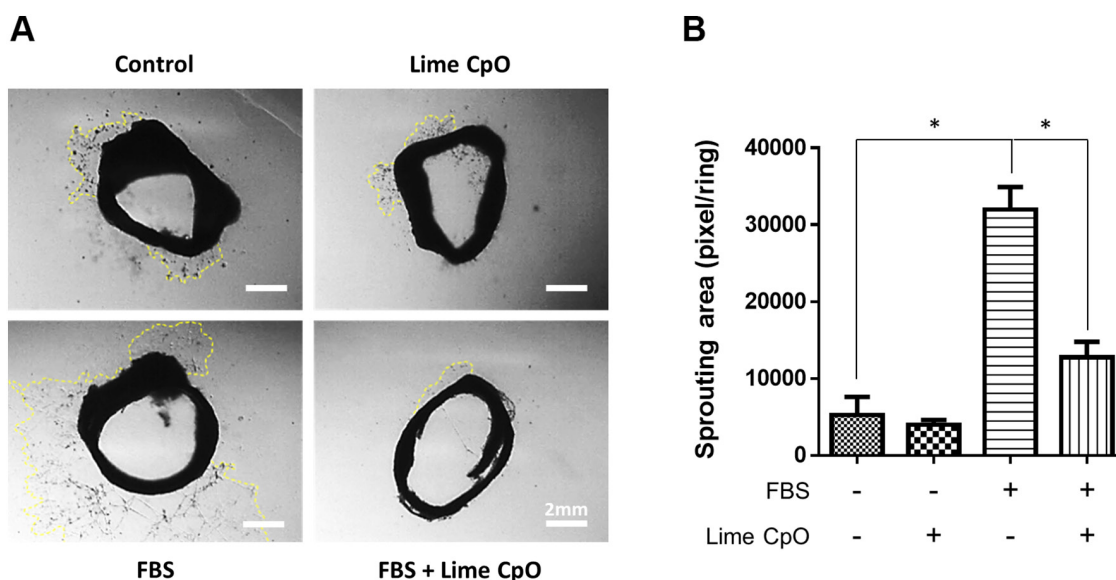 A
Control
Lime CpO
2mm
FBS
FBS + Lime CpO
B
* *
Sprouting area (pixel/ring)
40000
30000
20000
10000
0
FBS - - + +
Lime CpO - + - +